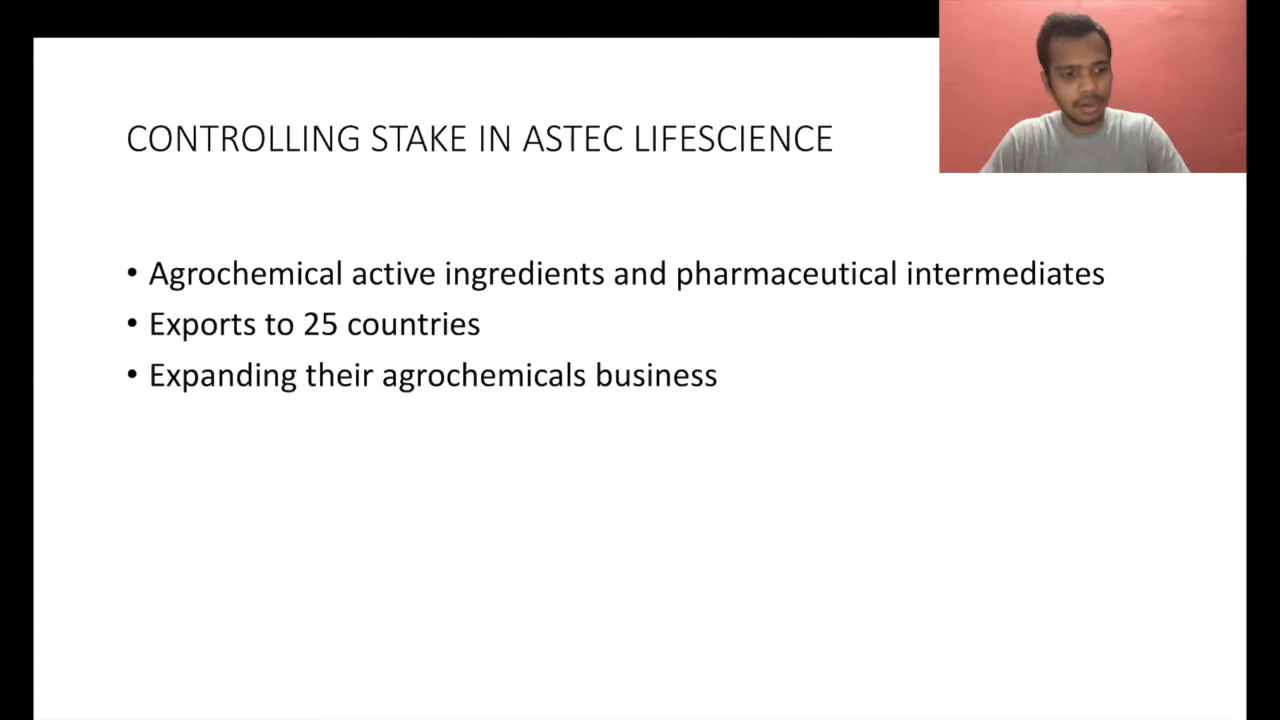 CONTROLLING STAKE IN ASTEC LIFESCIENCE
• Agrochemical active ingredients and pharmaceutical intermediates
• Exports to 25 countries
• Expanding their agrochemicals business